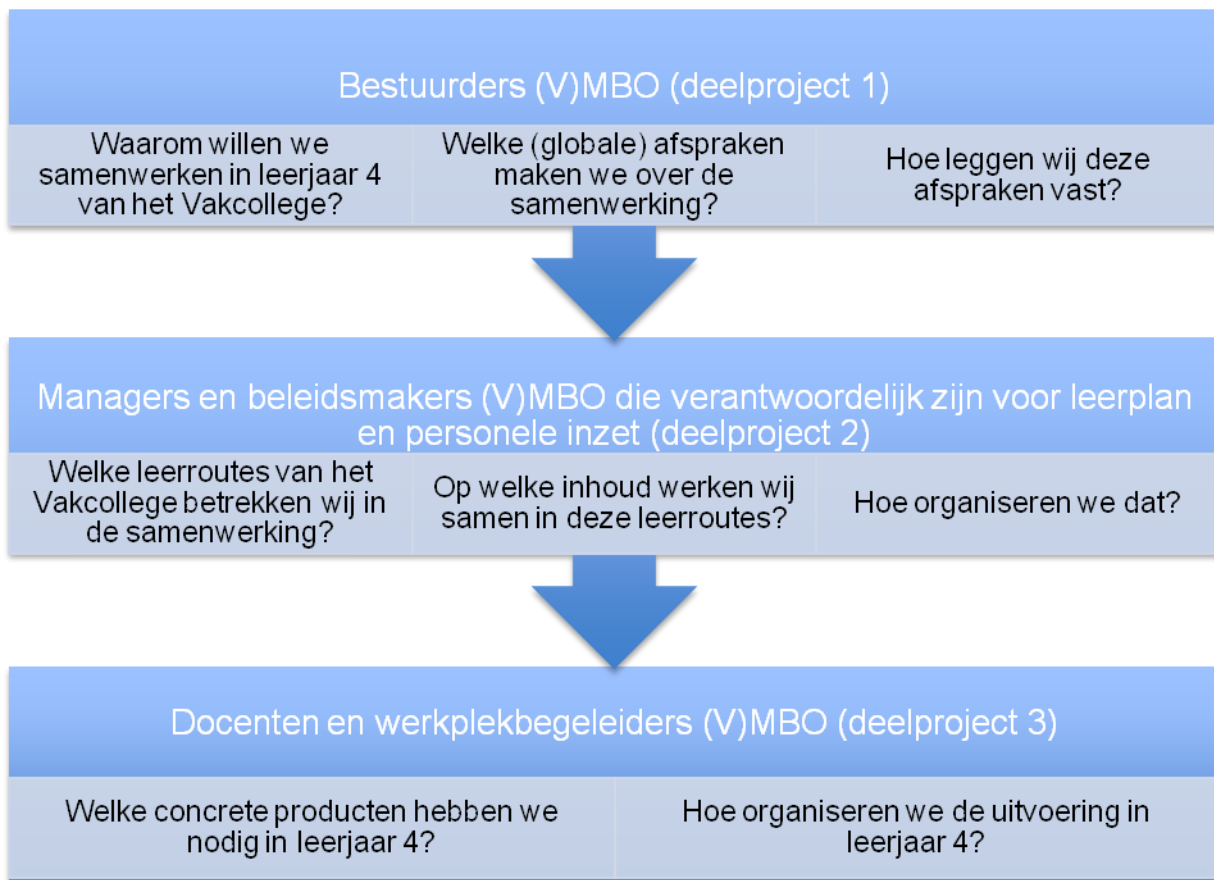 Bestuurders (V)MBO (deelproject 1)
Waarom willen we
samenwerken in leerjaar 4
van het Vakcollege?
Welke (globale) afspraken
maken we over de
samenwerking?
Hoe leggen wij deze
afspraken vast?
Managers en beleidsmakers (V)MBO die verantwoordelijk zijn voor leerplan
en personele inzet (deelproject 2)
Welke leerroutes van het
Vakcollege betrekken wij in
de samenwerking?
Op welke inhoud werken wij
samen in deze leerroutes?
Hoe organiseren we dat?
Docenten en werkplekbegeleiders (V)MBO (deelproject 3)
Welke concrete producten hebben we
nodig in leerjaar 4?
Hoe organiseren we de uitvoering in
leerjaar 4?